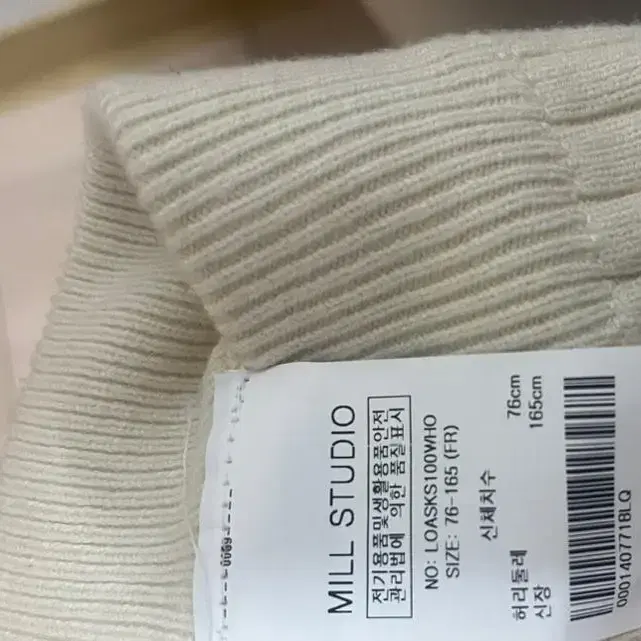 MILL STUDIO
전기용품및생활용품안전
관리법에 의한 품질표시
NO: LOASKS100WHO
SIZE: 76-165 (FR)
신체치수
허리둘레 76cm
신장 165cm
0001407718LQ